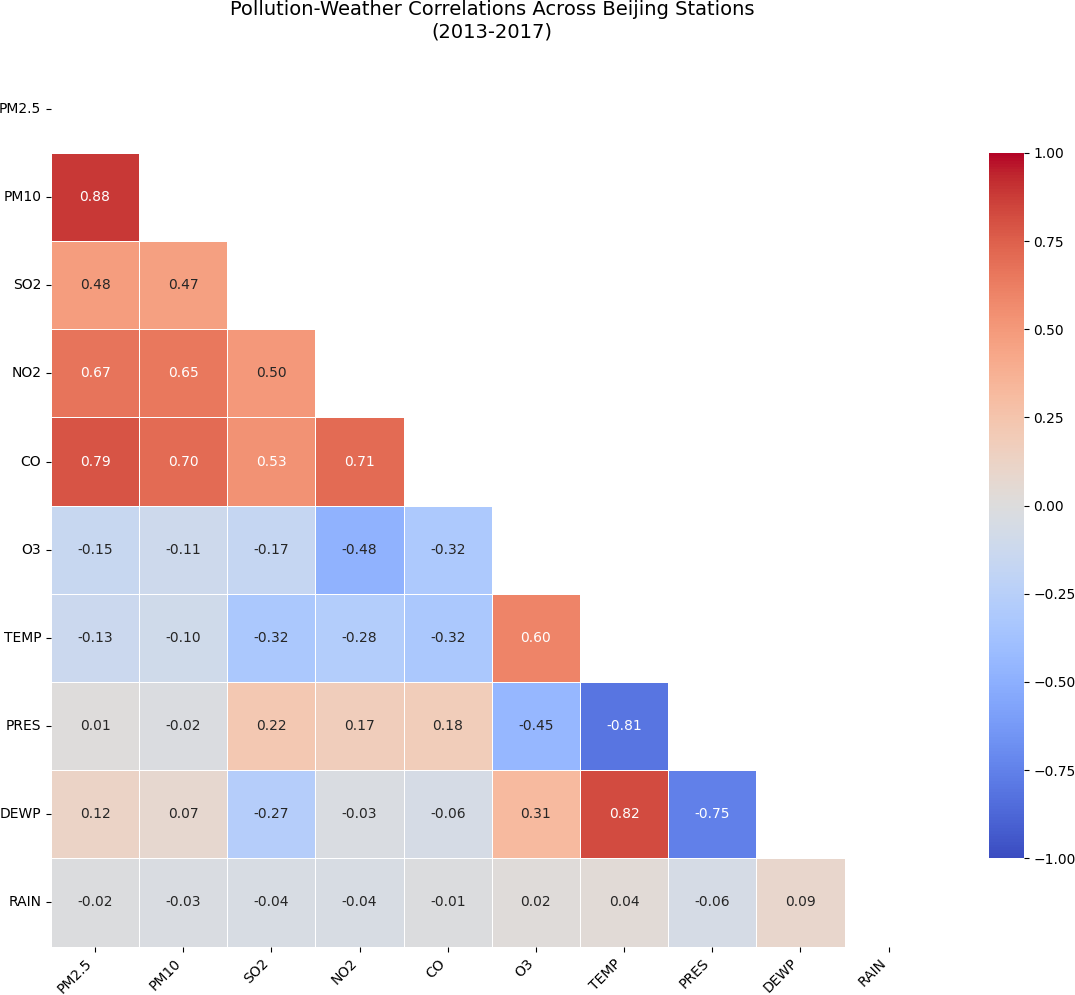 Pollution-Weather Correlations Across Beijing Stations
(2013-2017)
PM2.5
PM10 0.88
SO2 0.48 0.47
NO2 0.67 0.65 0.50
CO 0.79 0.70 0.53 0.71
O3 -0.15 -0.11 -0.17 -0.48 -0.32
TEMP -0.13 -0.10 -0.32 -0.28 -0.32 0.60
PRES 0.01 -0.02 0.22 0.17 0.18 -0.45 -0.81
DEWP 0.12 0.07 -0.27 -0.03 -0.06 0.31 0.82 -0.75
RAIN -0.02 -0.03 -0.04 -0.04 -0.01 0.02 0.04 -0.06 0.09
PM2.5 PM10 SO2 NO2 CO O3 TEMP PRES DEWP RAIN
1.00
0.75
0.50
0.25
0.00
−0.25
−0.50
−0.75
−1.00